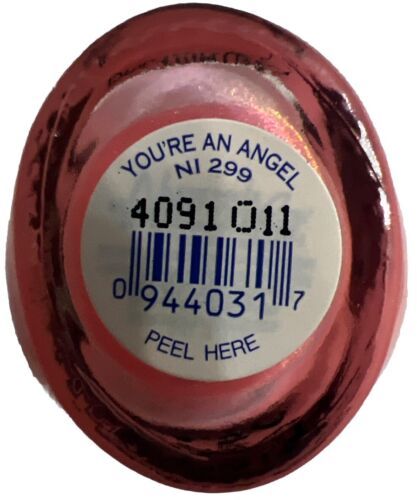 YOU'RE AN ANGEL
NI 299
4091 011
0 944031 7
PEEL HERE